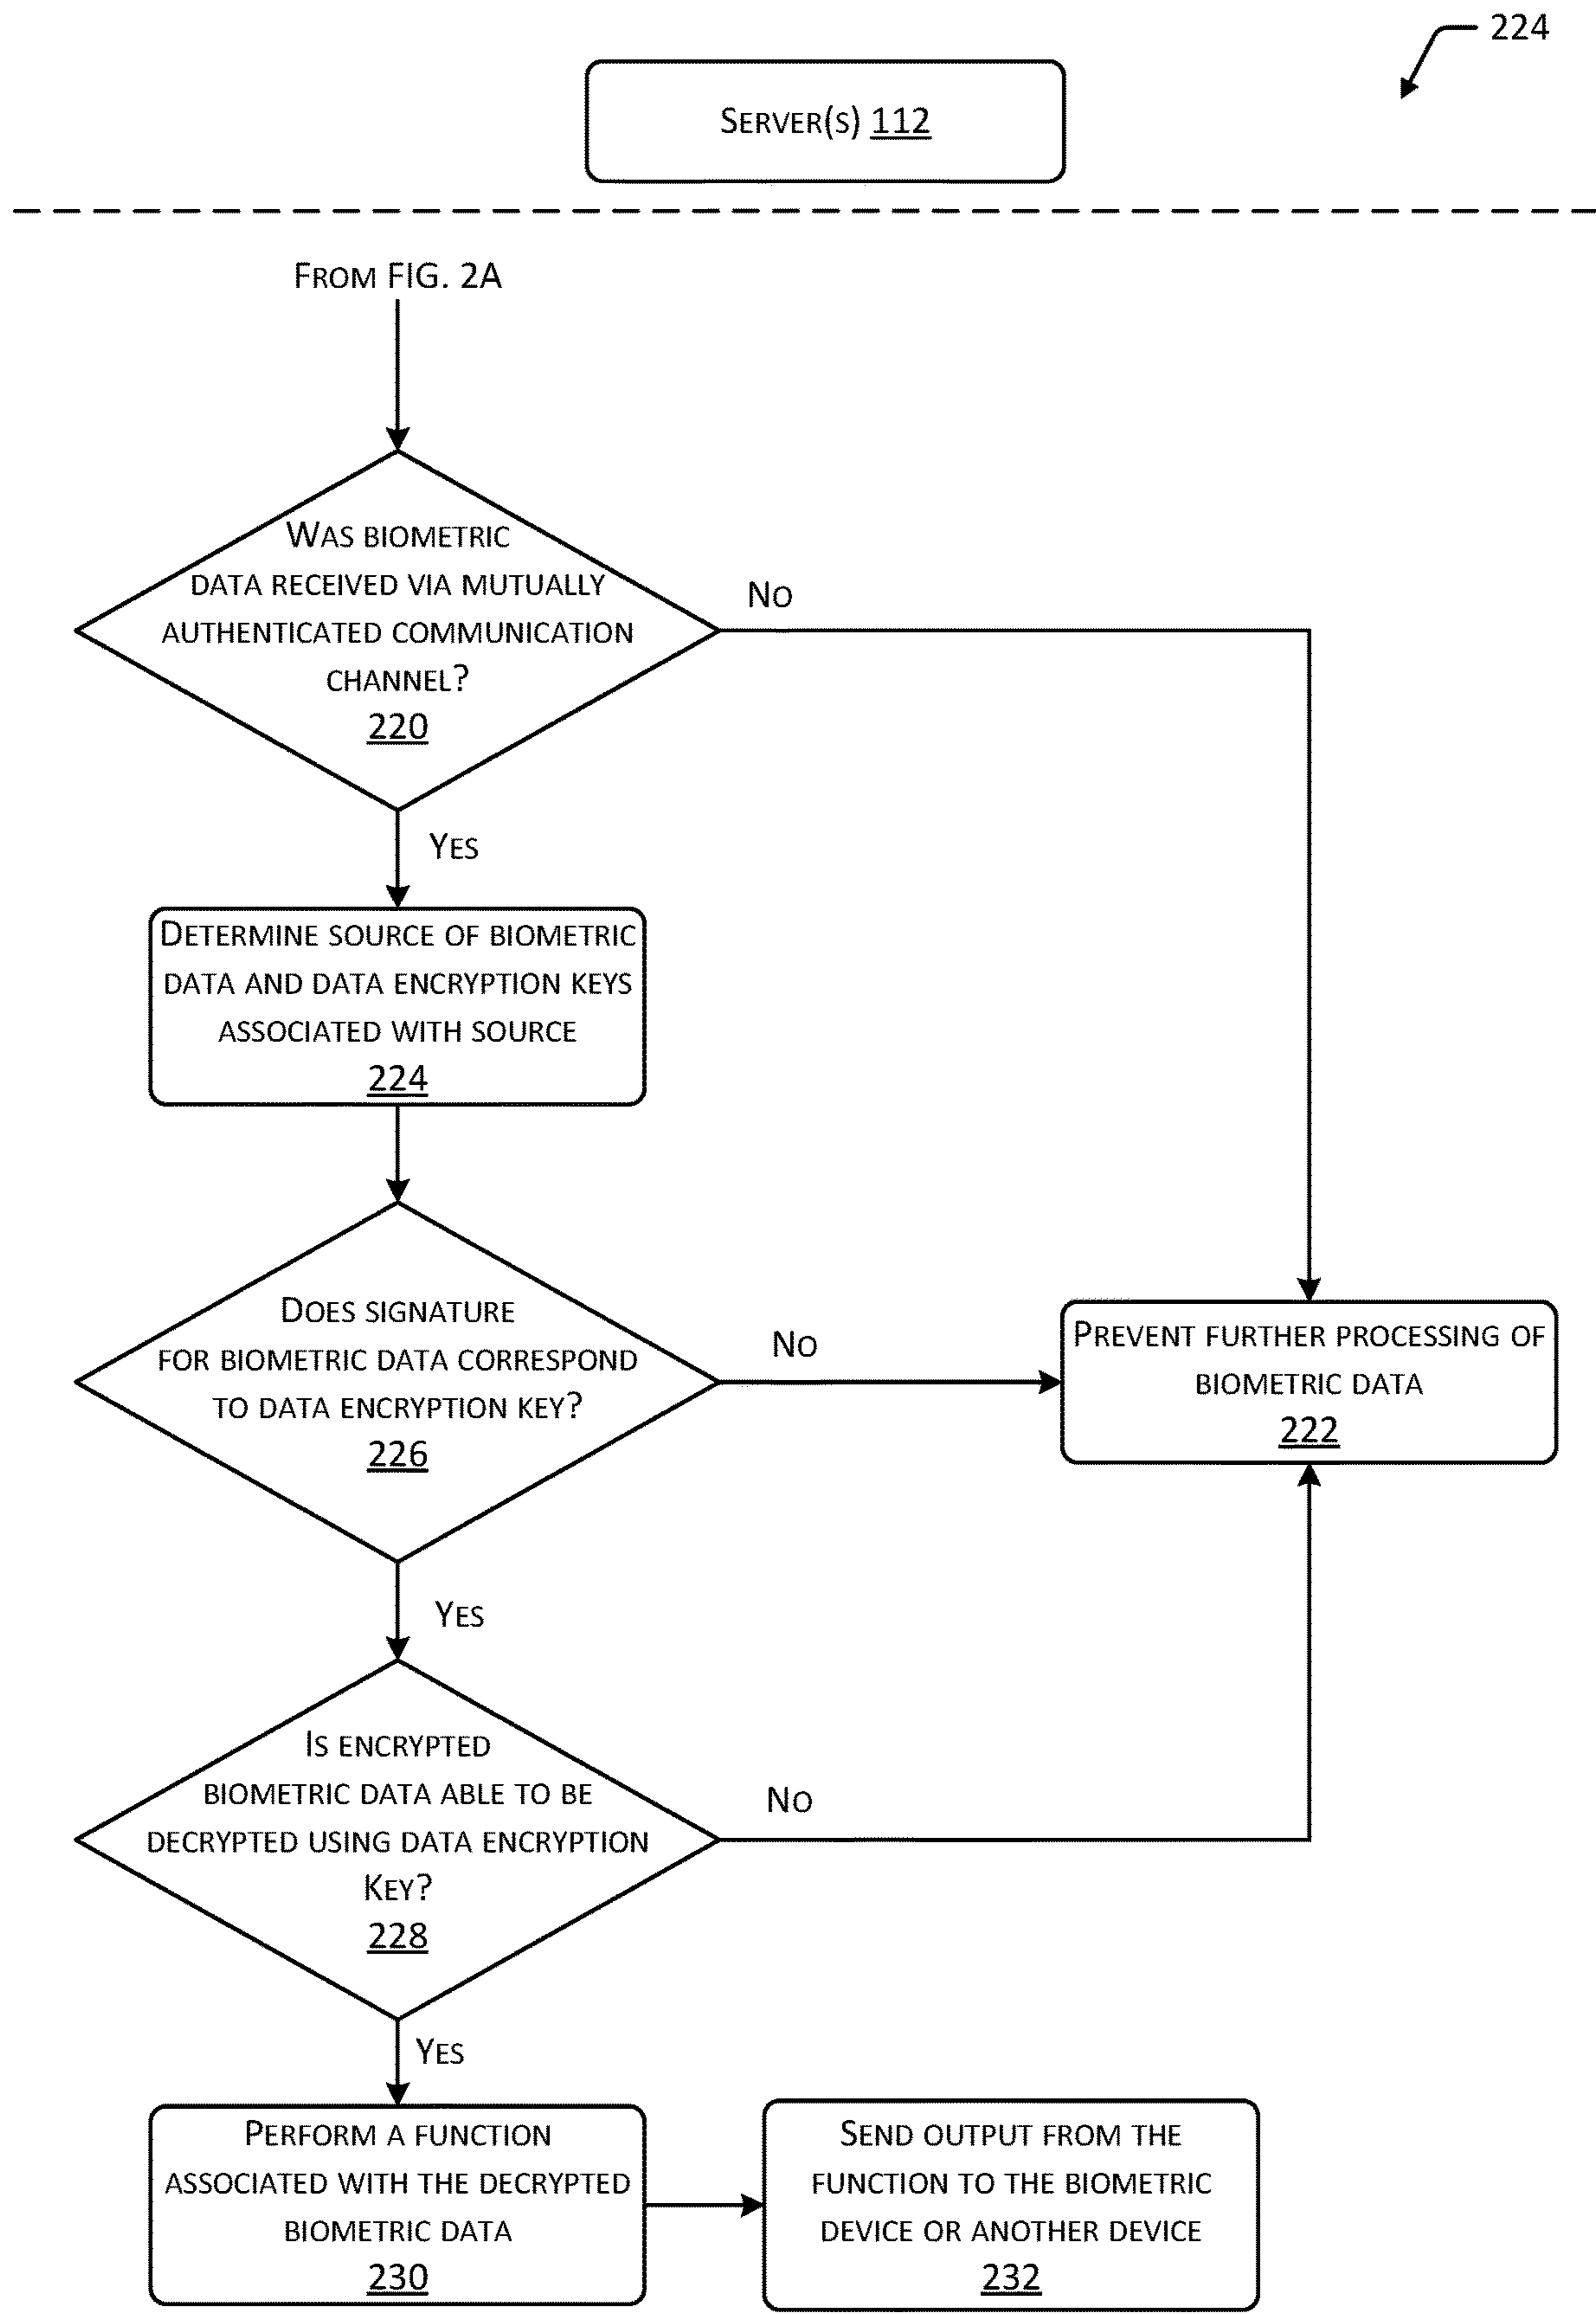 224
SERVER(S) 112
FROM FIG. 2A
WAS BIOMETRIC
DATA RECEIVED VIA MUTUALLY
AUTHENTICATED COMMUNICATION
CHANNEL?
220
NO
YES
DETERMINE SOURCE OF BIOMETRIC
DATA AND DATA ENCRYPTION KEYS
ASSOCIATED WITH SOURCE
224
DOES SIGNATURE
FOR BIOMETRIC DATA CORRESPOND
TO DATA ENCRYPTION KEY?
226
NO
PREVENT FURTHER PROCESSING OF
BIOMETRIC DATA
222
YES
IS ENCRYPTED
BIOMETRIC DATA ABLE TO BE
DECRYPTED USING DATA ENCRYPTION
KEY?
228
NO
YES
PERFORM A FUNCTION
ASSOCIATED WITH THE DECRYPTED
BIOMETRIC DATA
230
SEND OUTPUT FROM THE
FUNCTION TO THE BIOMETRIC
DEVICE OR ANOTHER DEVICE
232